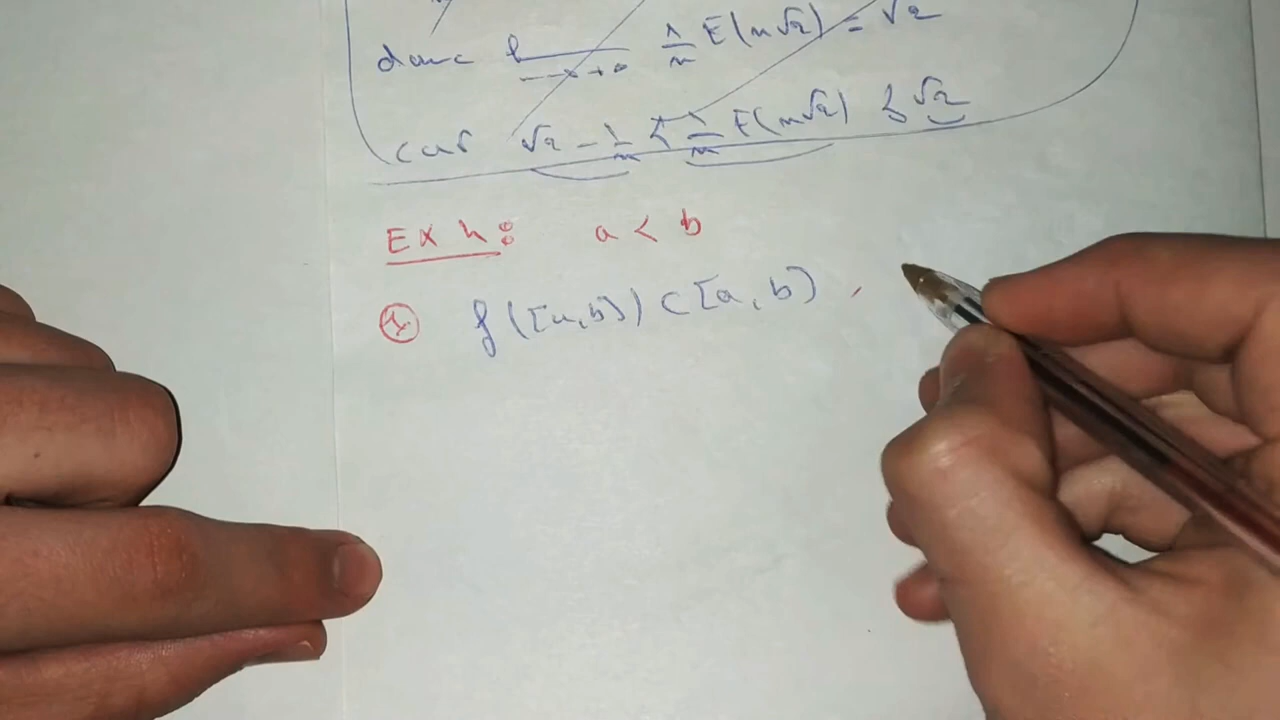 donc lim n→+∞ 1/n E(n√2) = √2
car √2 - 1/n < 1/n E(n√2) ≤ √2
Ex 4: a < b
① f([a,b]) ⊂ [a,b],